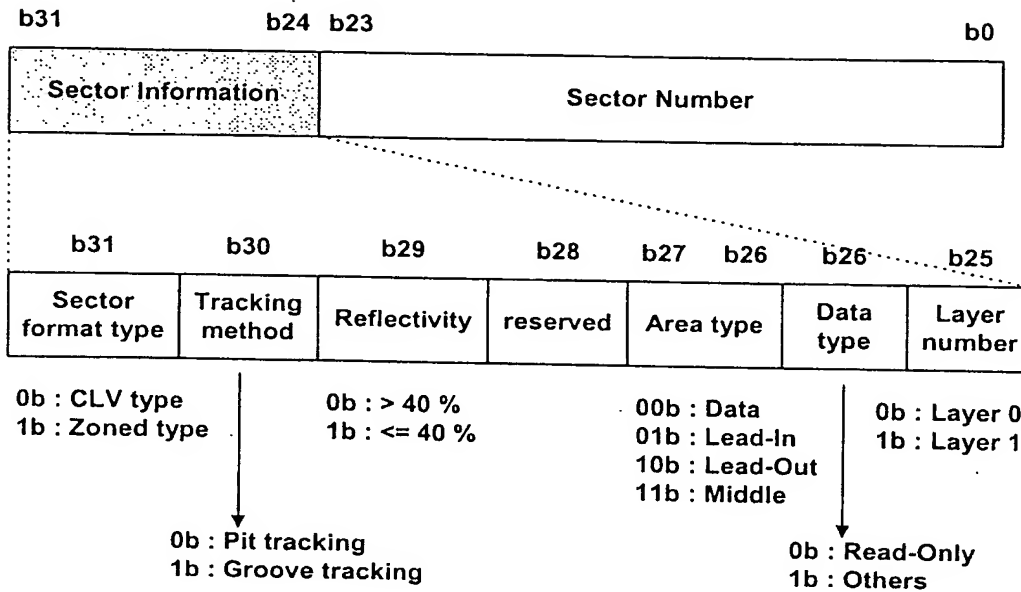 b31 b24 b23 b0
Sector Information Sector Number
b31 b30 b29 b28 b27 b26 b26 b25
Sector format type Tracking method Reflectivity reserved Area type Data type Layer number
0b : CLV type
1b : Zoned type
0b : > 40 %
1b : <= 40 %
00b : Data
01b : Lead-In
10b : Lead-Out
11b : Middle
0b : Layer 0
1b : Layer 1
0b : Pit tracking
1b : Groove tracking
0b : Read-Only
1b : Others